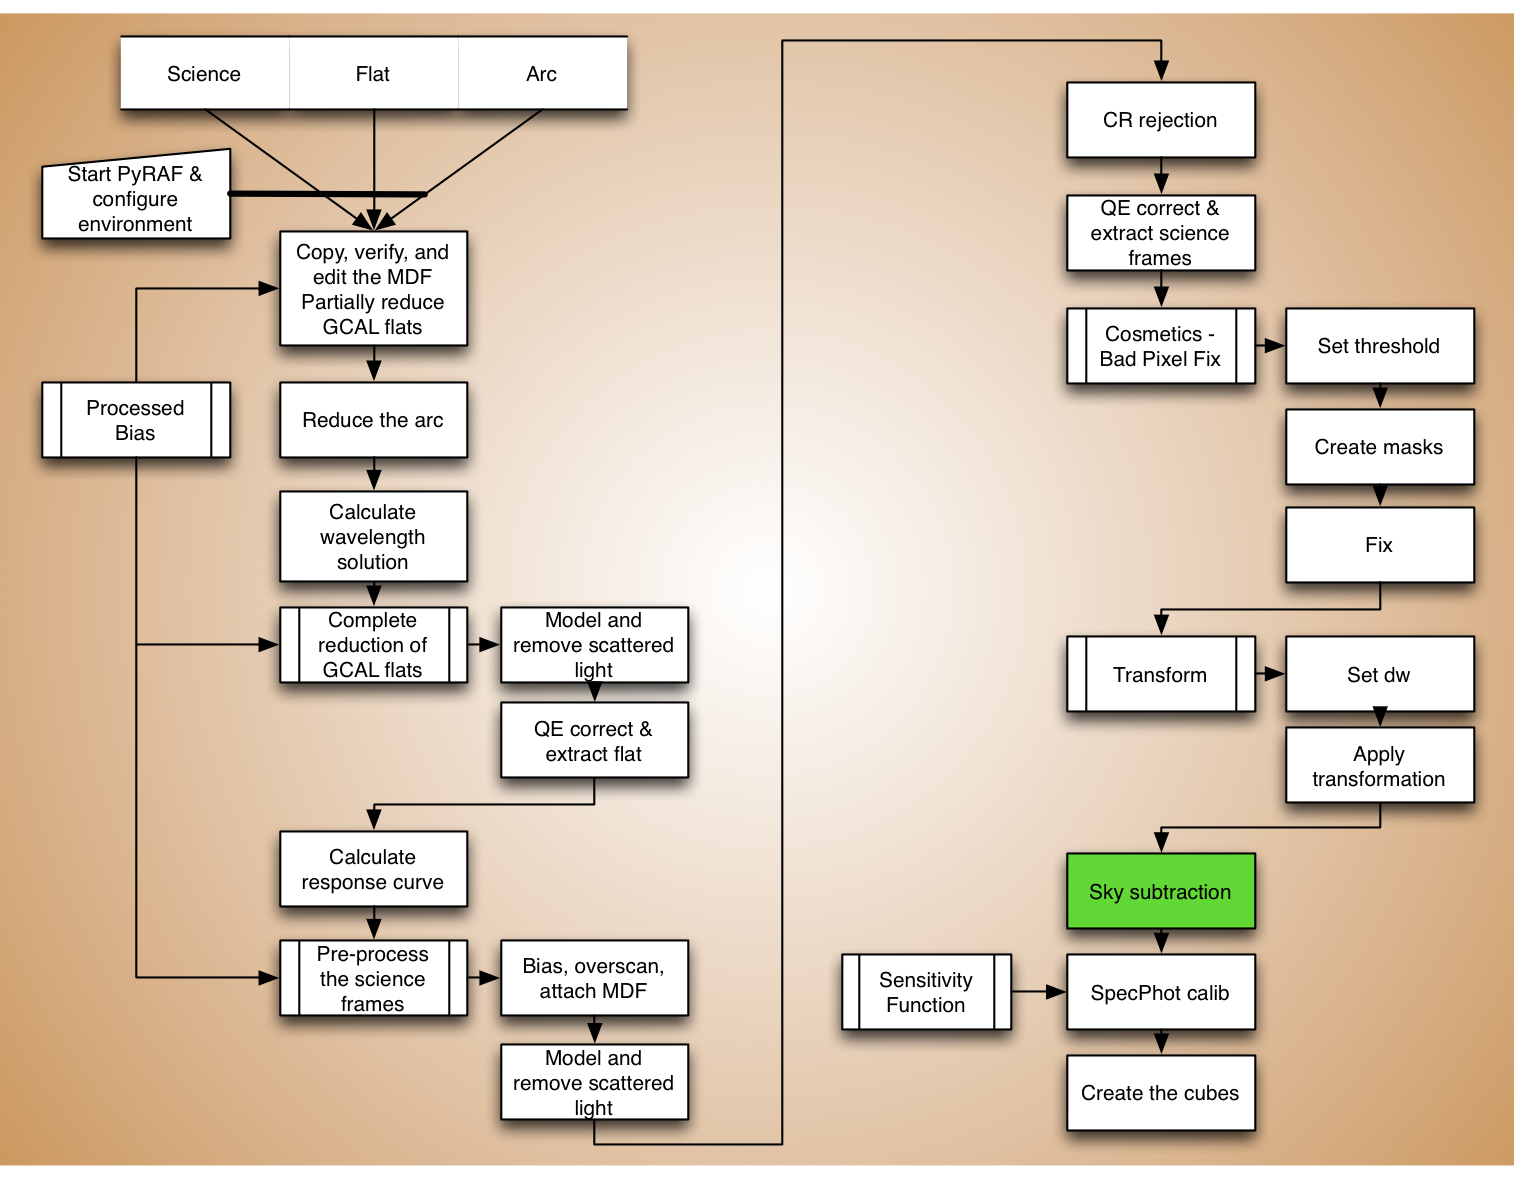 Science
Flat
Arc
Start PyRAF &
configure
environment
Copy, verify, and
edit the MDF
Partially reduce
GCAL flats
Processed
Bias
Reduce the arc
Calculate
wavelength
solution
Complete
reduction of
GCAL flats
Model and
remove scattered
light
QE correct &
extract flat
Calculate
response curve
Pre-process
the science
frames
Bias, overscan,
attach MDF
Model and
remove scattered
light
CR rejection
QE correct &
extract science
frames
Cosmetics -
Bad Pixel Fix
Set threshold
Create masks
Fix
Transform
Set dw
Apply
transformation
Sky subtraction
Sensitivity
Function
SpecPhot calib
Create the cubes